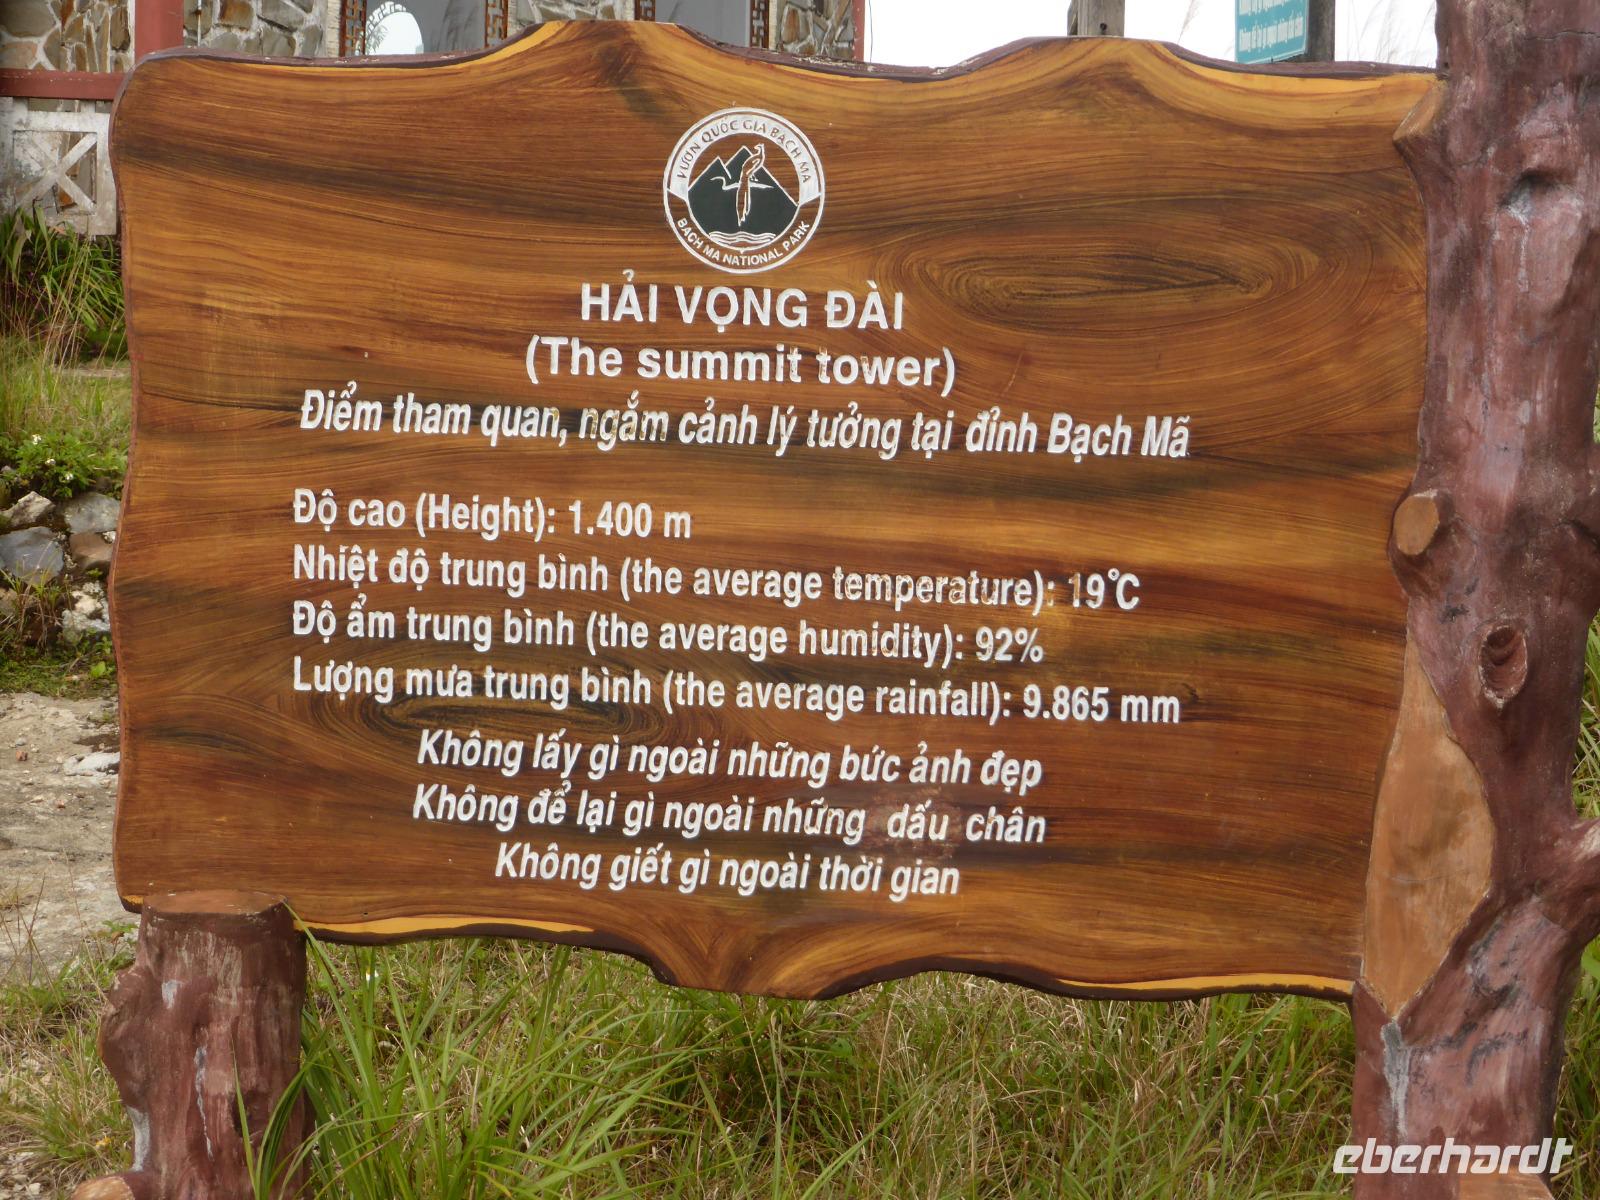 VƯỜN QUỐC GIA BẠCH MÃ
BACH MA NATIONAL PARK
HẢI VỌNG ĐÀI
(The summit tower)
Điểm tham quan, ngắm cảnh lý tưởng tại đỉnh Bạch Mã
Độ cao (Height): 1.400 m
Nhiệt độ trung bình (the average temperature): 19°C
Độ ẩm trung bình (the average humidity): 92%
Lượng mưa trung bình (the average rainfall): 9.865 mm
Không lấy gì ngoài những bức ảnh đẹp
Không để lại gì ngoài những dấu chân
Không giết gì ngoài thời gian
eberhardt